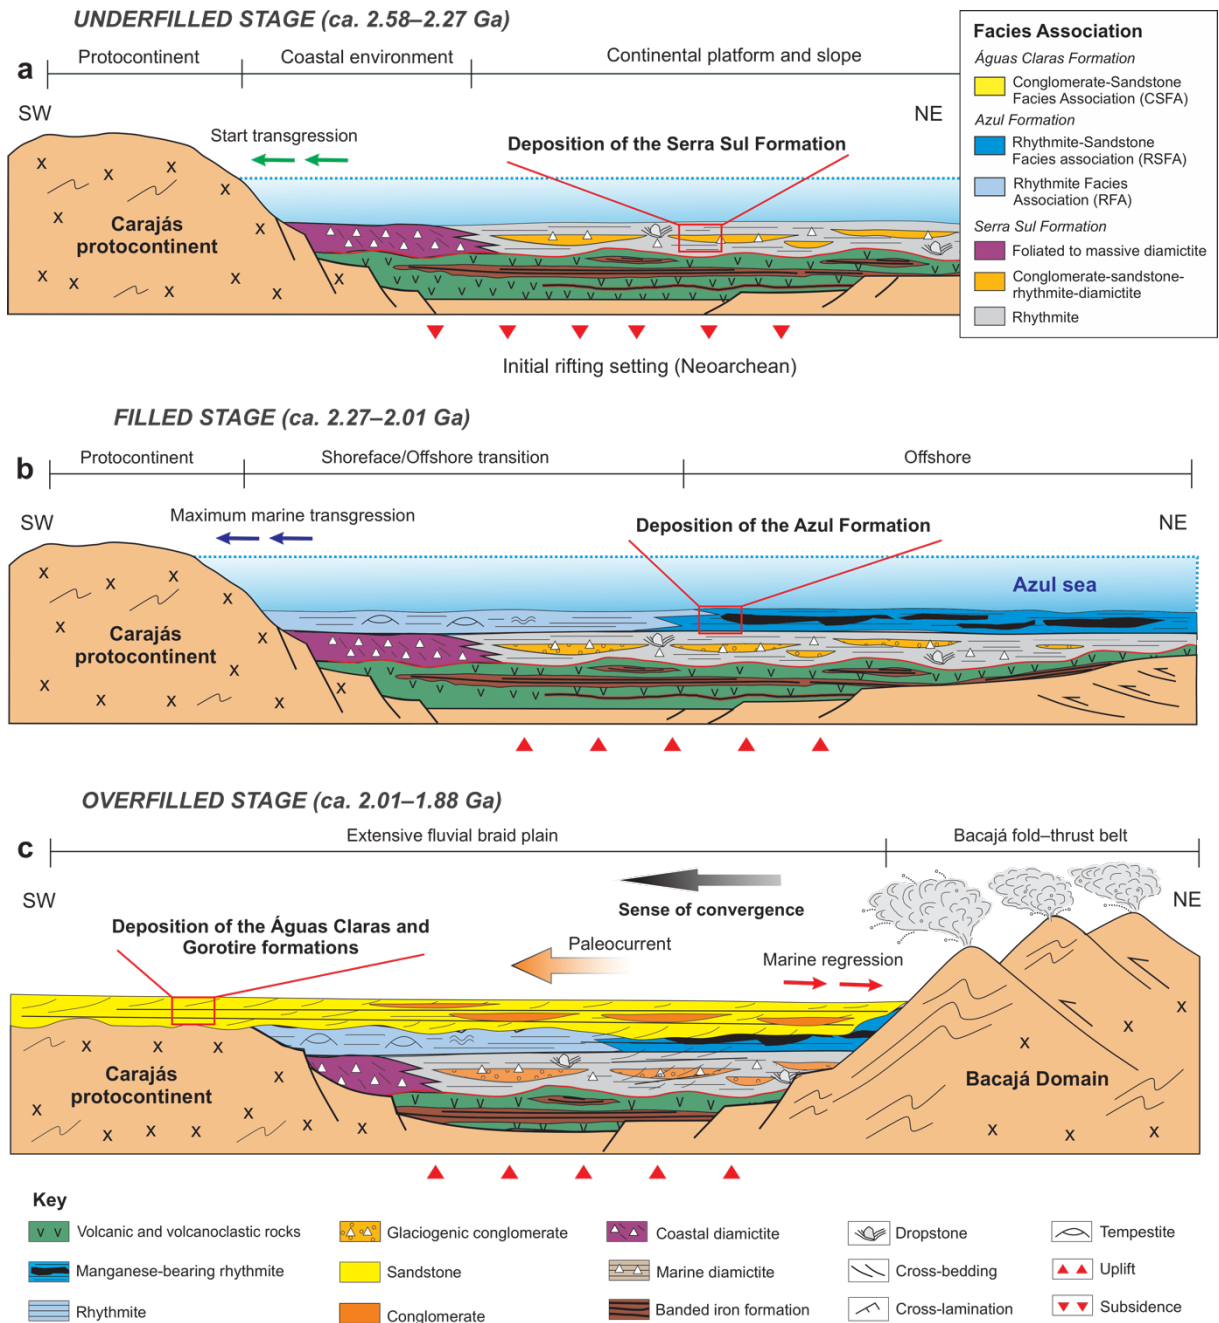 UNDERFILLED STAGE (ca. 2.58–2.27 Ga)
a
Protocontinent
Coastal environment
Continental platform and slope
SW
NE
Start transgression
Deposition of the Serra Sul Formation
Carajás
protocontinent
x x x x x x x x x x
Initial rifting setting (Neoarchean)
Facies Association
Águas Claras Formation
Conglomerate-Sandstone
Facies Association (CSFA)
Azul Formation
Rhythmite-Sandstone
Facies association (RSFA)
Rhythmite Facies
Association (RFA)
Serra Sul Formation
Foliated to massive diamictite
Conglomerate-sandstone-
rhythmite-diamictite
Rhythmite
FILLED STAGE (ca. 2.27–2.01 Ga)
b
Protocontinent
Shoreface/Offshore transition
Offshore
SW
NE
Maximum marine transgression
Deposition of the Azul Formation
Azul sea
Carajás
protocontinent
x x x x x x x x x
OVERFILLED STAGE (ca. 2.01–1.88 Ga)
c
Extensive fluvial braid plain
Bacajá fold–thrust belt
SW
NE
Sense of convergence
Deposition of the Águas Claras and
Gorotire formations
Paleocurrent
Marine regression
Carajás
protocontinent
Bacajá Domain
x x x x x x x x x x x x x x
Key
Volcanic and volcanoclastic rocks
Glaciogenic conglomerate
Coastal diamictite
Dropstone
Tempestite
Manganese-bearing rhythmite
Sandstone
Marine diamictite
Cross-bedding
Uplift
Rhythmite
Conglomerate
Banded iron formation
Cross-lamination
Subsidence